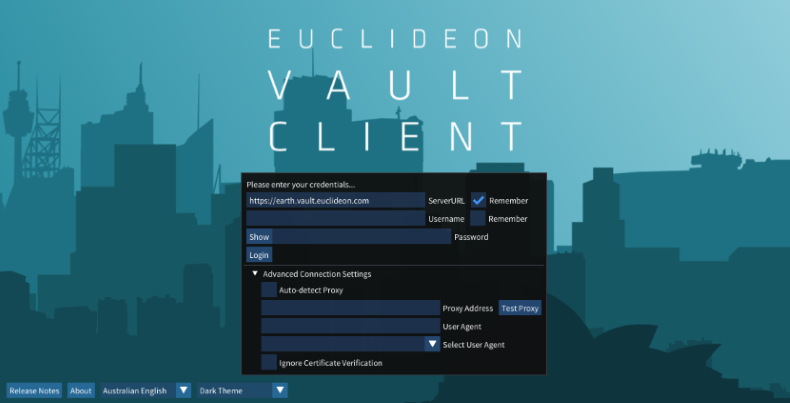 EUCLIDEON
VAULT
CLIENT
Please enter your credentials...
https://earth.vault.euclideon.com ServerURL Remember
Username Remember
Show Password
Login
Advanced Connection Settings
Auto-detect Proxy
Proxy Address Test Proxy
User Agent
Select User Agent
Ignore Certificate Verification
Release Notes About Australian English Dark Theme